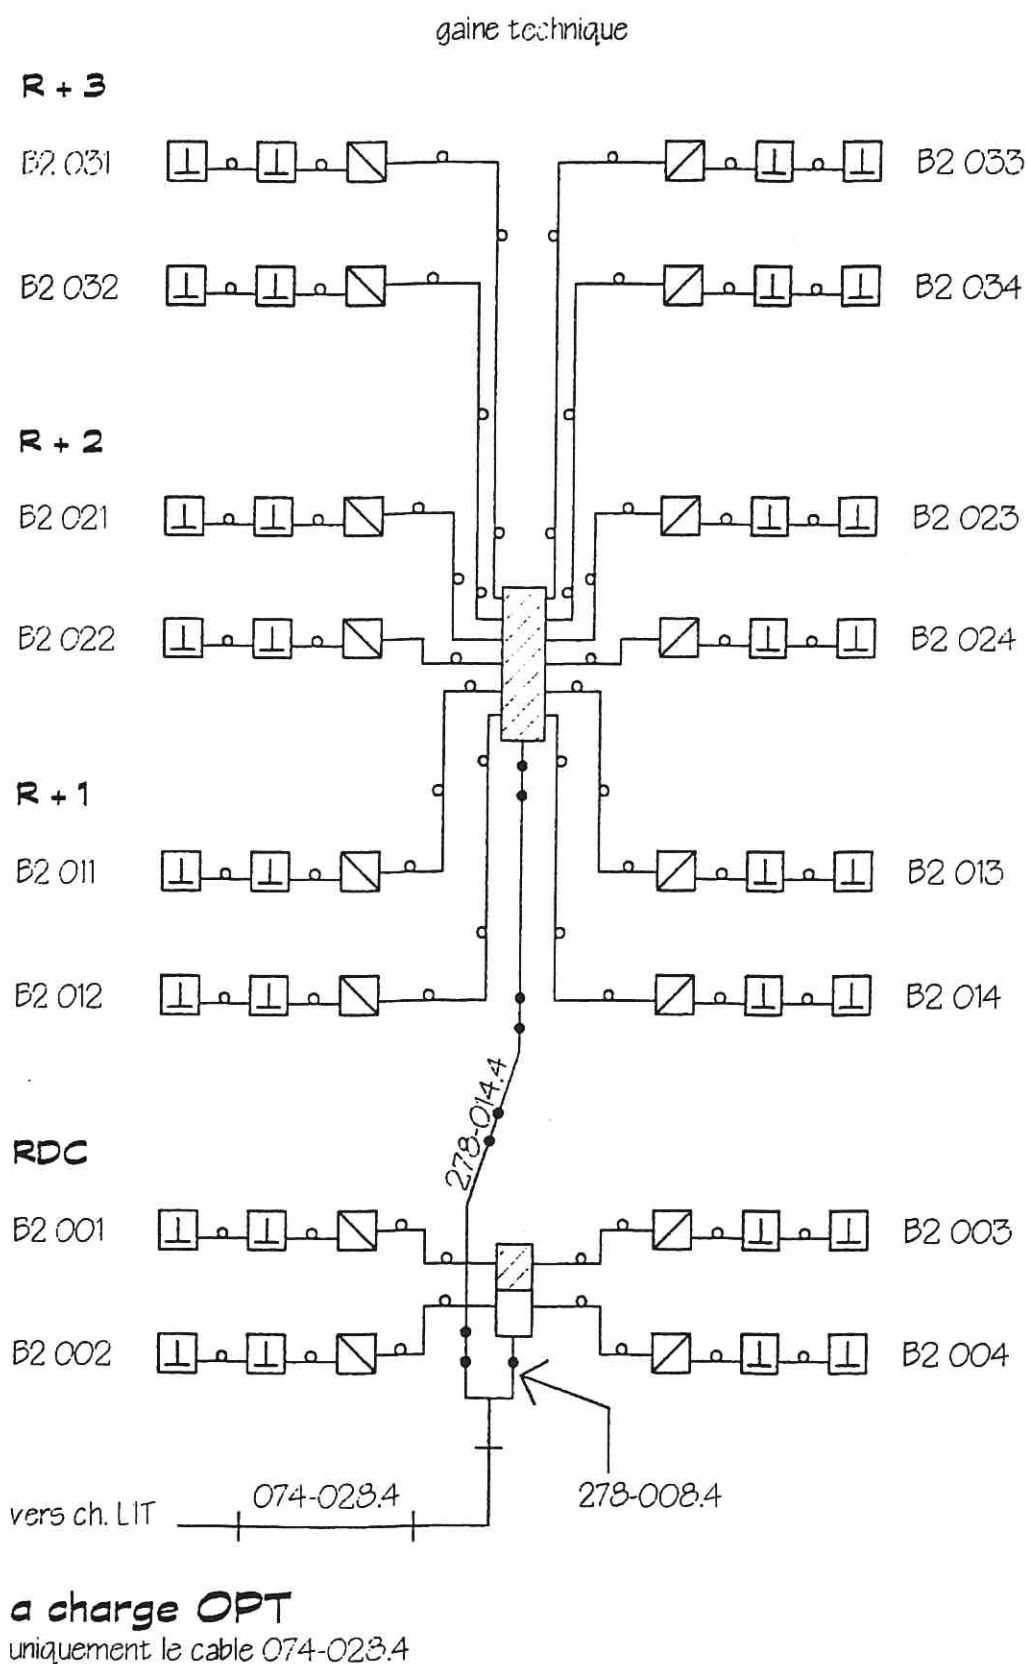 gaine technique
R + 3
B2 031
B2 033
B2 032
B2 034
R + 2
B2 021
B2 023
B2 022
B2 024
R + 1
B2 011
B2 013
B2 012
B2 014
278-014.4
RDC
B2 001
B2 003
B2 002
B2 004
074-028.4
278-008.4
vers ch. LIT
a charge OPT
uniquement le cable 074-028.4